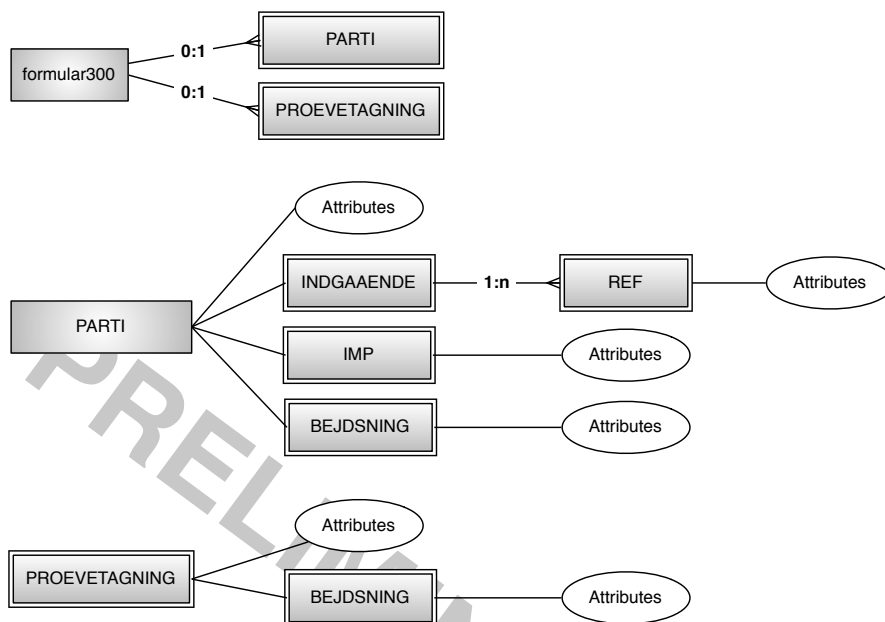 PARTI
0:1
formular300
0:1
PROEVETAGNING
Attributes
INDGAAENDE 1:n REF Attributes
PARTI
IMP Attributes
BEJDSNING Attributes
Attributes
PROEVETAGNING
BEJDSNING Attributes